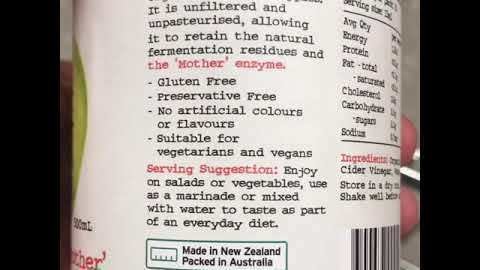 It is unfiltered and
unpasteurised, allowing
it to retain the natural
fermentation residues and
the 'Mother' enzyme.
- Gluten Free
- Preservative Free
- No artificial colours
or flavours
- Suitable for
vegetarians and vegans
Serving Suggestion: Enjoy
on salads or vegetables, use
as a marinade or mixed
with water to taste as part
of an everyday diet.
Made in New Zealand
Packed in Australia
500mL
Mother'
Serving size:
Avg Qty
Energy
Protein
Fat - total
- saturated
Cholesterol
Carbohydrate
- sugars
Sodium
Ingredients:
Cider Vinegar,
Store in a dry
Shake well before